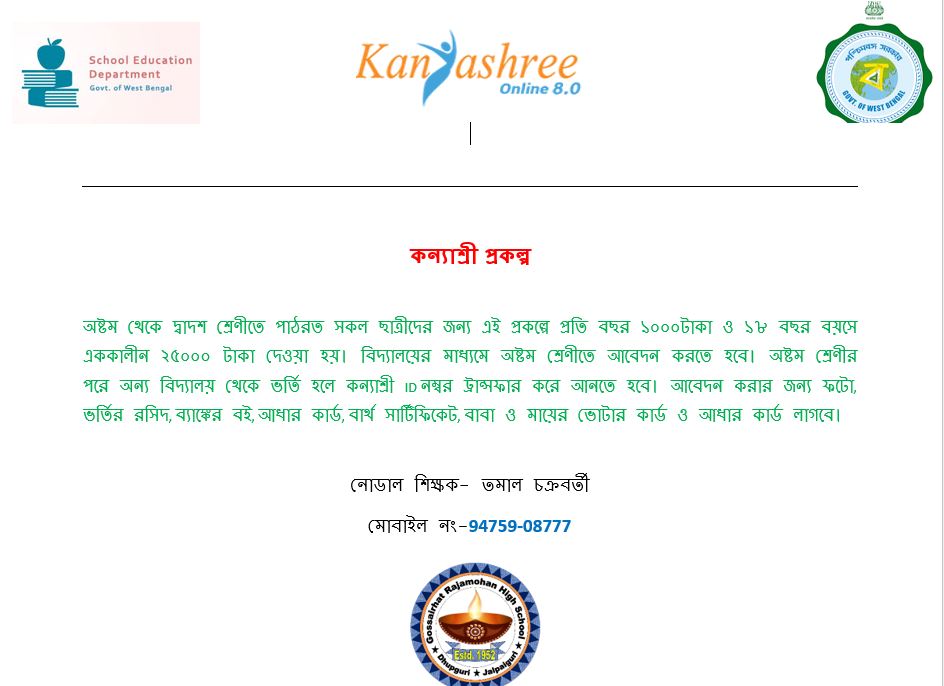 School Education
Department
Govt. of West Bengal
Kanyashree
Online 8.0
পশ্চিমবঙ্গ সরকার
ব
GOVT. OF WEST BENGAL
কন্যাশ্রী প্রকল্প
অষ্টম থেকে দ্বাদশ শ্রেণীতে পাঠরত সকল ছাত্রীদের জন্য এই প্রকল্পে প্রতি বছর ১০০০টাকা ও ১৮ বছর বয়সে
এককালীন ২৫০০০ টাকা দেওয়া হয়। বিদ্যালয়ের মাধ্যমে অষ্টম শ্রেণীতে আবেদন করতে হবে। অষ্টম শ্রেণীর
পরে অন্য বিদ্যালয় থেকে ভর্তি হলে কন্যাশ্রী ID নম্বর ট্রান্সফার করে আনতে হবে। আবেদন করার জন্য ফটো,
ভর্তির রসিদ, ব্যাঙ্কের বই, আধার কার্ড, বার্থ সার্টিফিকেট, বাবা ও মায়ের ভোটার কার্ড ও আধার কার্ড লাগবে।
নোডাল শিক্ষক- তমাল চক্রবর্তী
মোবাইল নং-94759-08777
Gossairhat Rajamohan High School
Estd. 1952
★ Dhupguri ★ Jalpaiguri ★